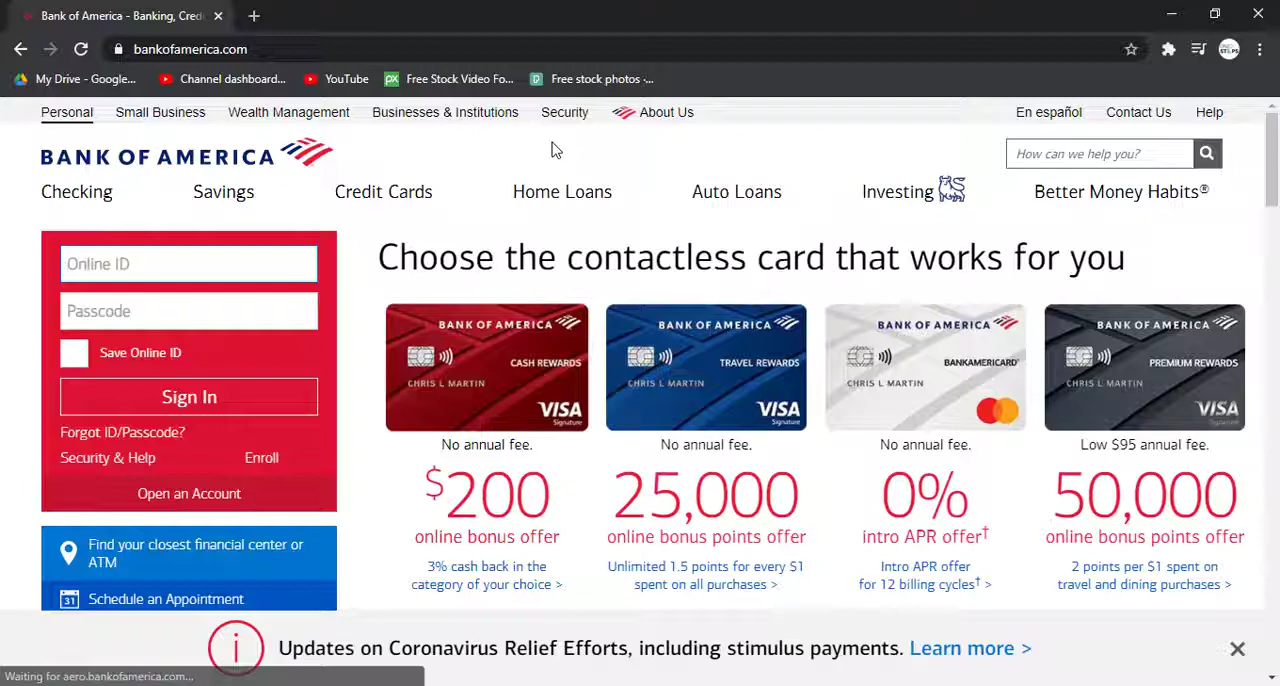 Bank of America - Banking, Cred
bankofamerica.com
My Drive - Google...
Channel dashboard...
YouTube
Free Stock Video Fo...
Free stock photos ·...
Personal
Small Business
Wealth Management
Businesses & Institutions
Security
About Us
En español
Contact Us
Help
BANK OF AMERICA
How can we help you?
Checking
Savings
Credit Cards
Home Loans
Auto Loans
Investing
Better Money Habits®
Online ID
Passcode
Save Online ID
Sign In
Forgot ID/Passcode?
Security & Help
Enroll
Open an Account
Find your closest financial center or
ATM
31
Schedule an Appointment
Choose the contactless card that works for you
BANK OF AMERICA
CASH REWARDS
CHRIS L MARTIN
VISA
Signature
No annual fee.
$200
online bonus offer
3% cash back in the
category of your choice >
BANK OF AMERICA
TRAVEL REWARDS
CHRIS L MARTIN
VISA
Signature
No annual fee.
25,000
online bonus points offer
Unlimited 1.5 points for every $1
spent on all purchases >
BANK OF AMERICA
BANKAMERICARD®
CHRIS L MARTIN
No annual fee.
0%
intro APR offer†
Intro APR offer
for 12 billing cycles† >
BANK OF AMERICA
PREMIUM REWARDS
CHRIS L MARTIN
VISA
Signature
Low $95 annual fee.
50,000
online bonus points offer
2 points per $1 spent on
travel and dining purchases >
Updates on Coronavirus Relief Efforts, including stimulus payments. Learn more >
Waiting for aero.bankofamerica.com...